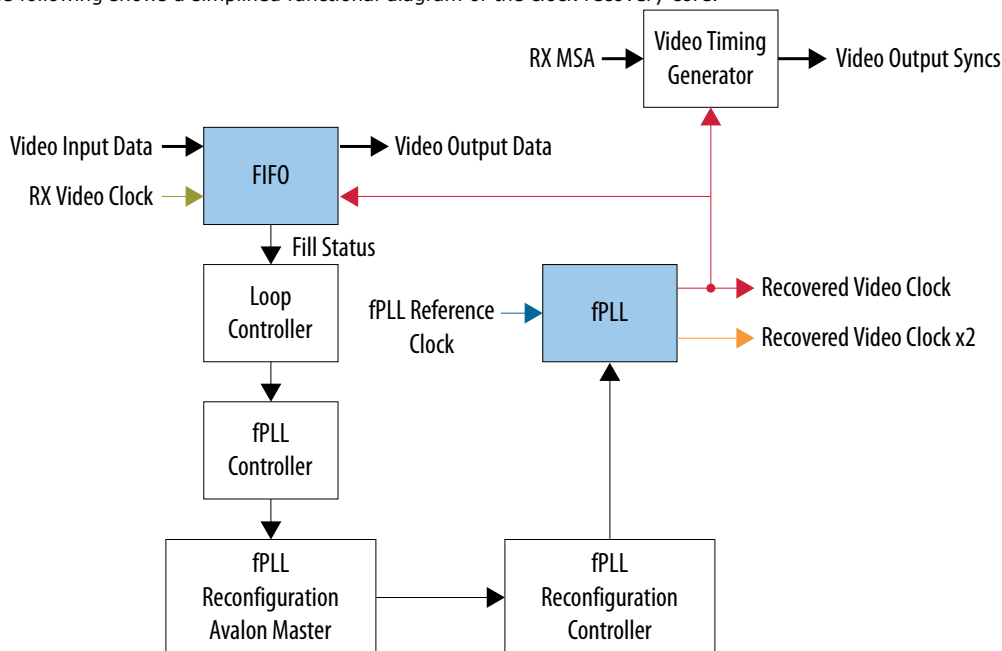 RX MSA
Video Timing
Generator
Video Output Syncs
Video Input Data
FIFO
Video Output Data
RX Video Clock
Fill Status
Loop
Controller
fPLL Reference
Clock
fPLL
Recovered Video Clock
Recovered Video Clock x2
fPLL
Controller
fPLL
Reconfiguration
Avalon Master
fPLL
Reconfiguration
Controller